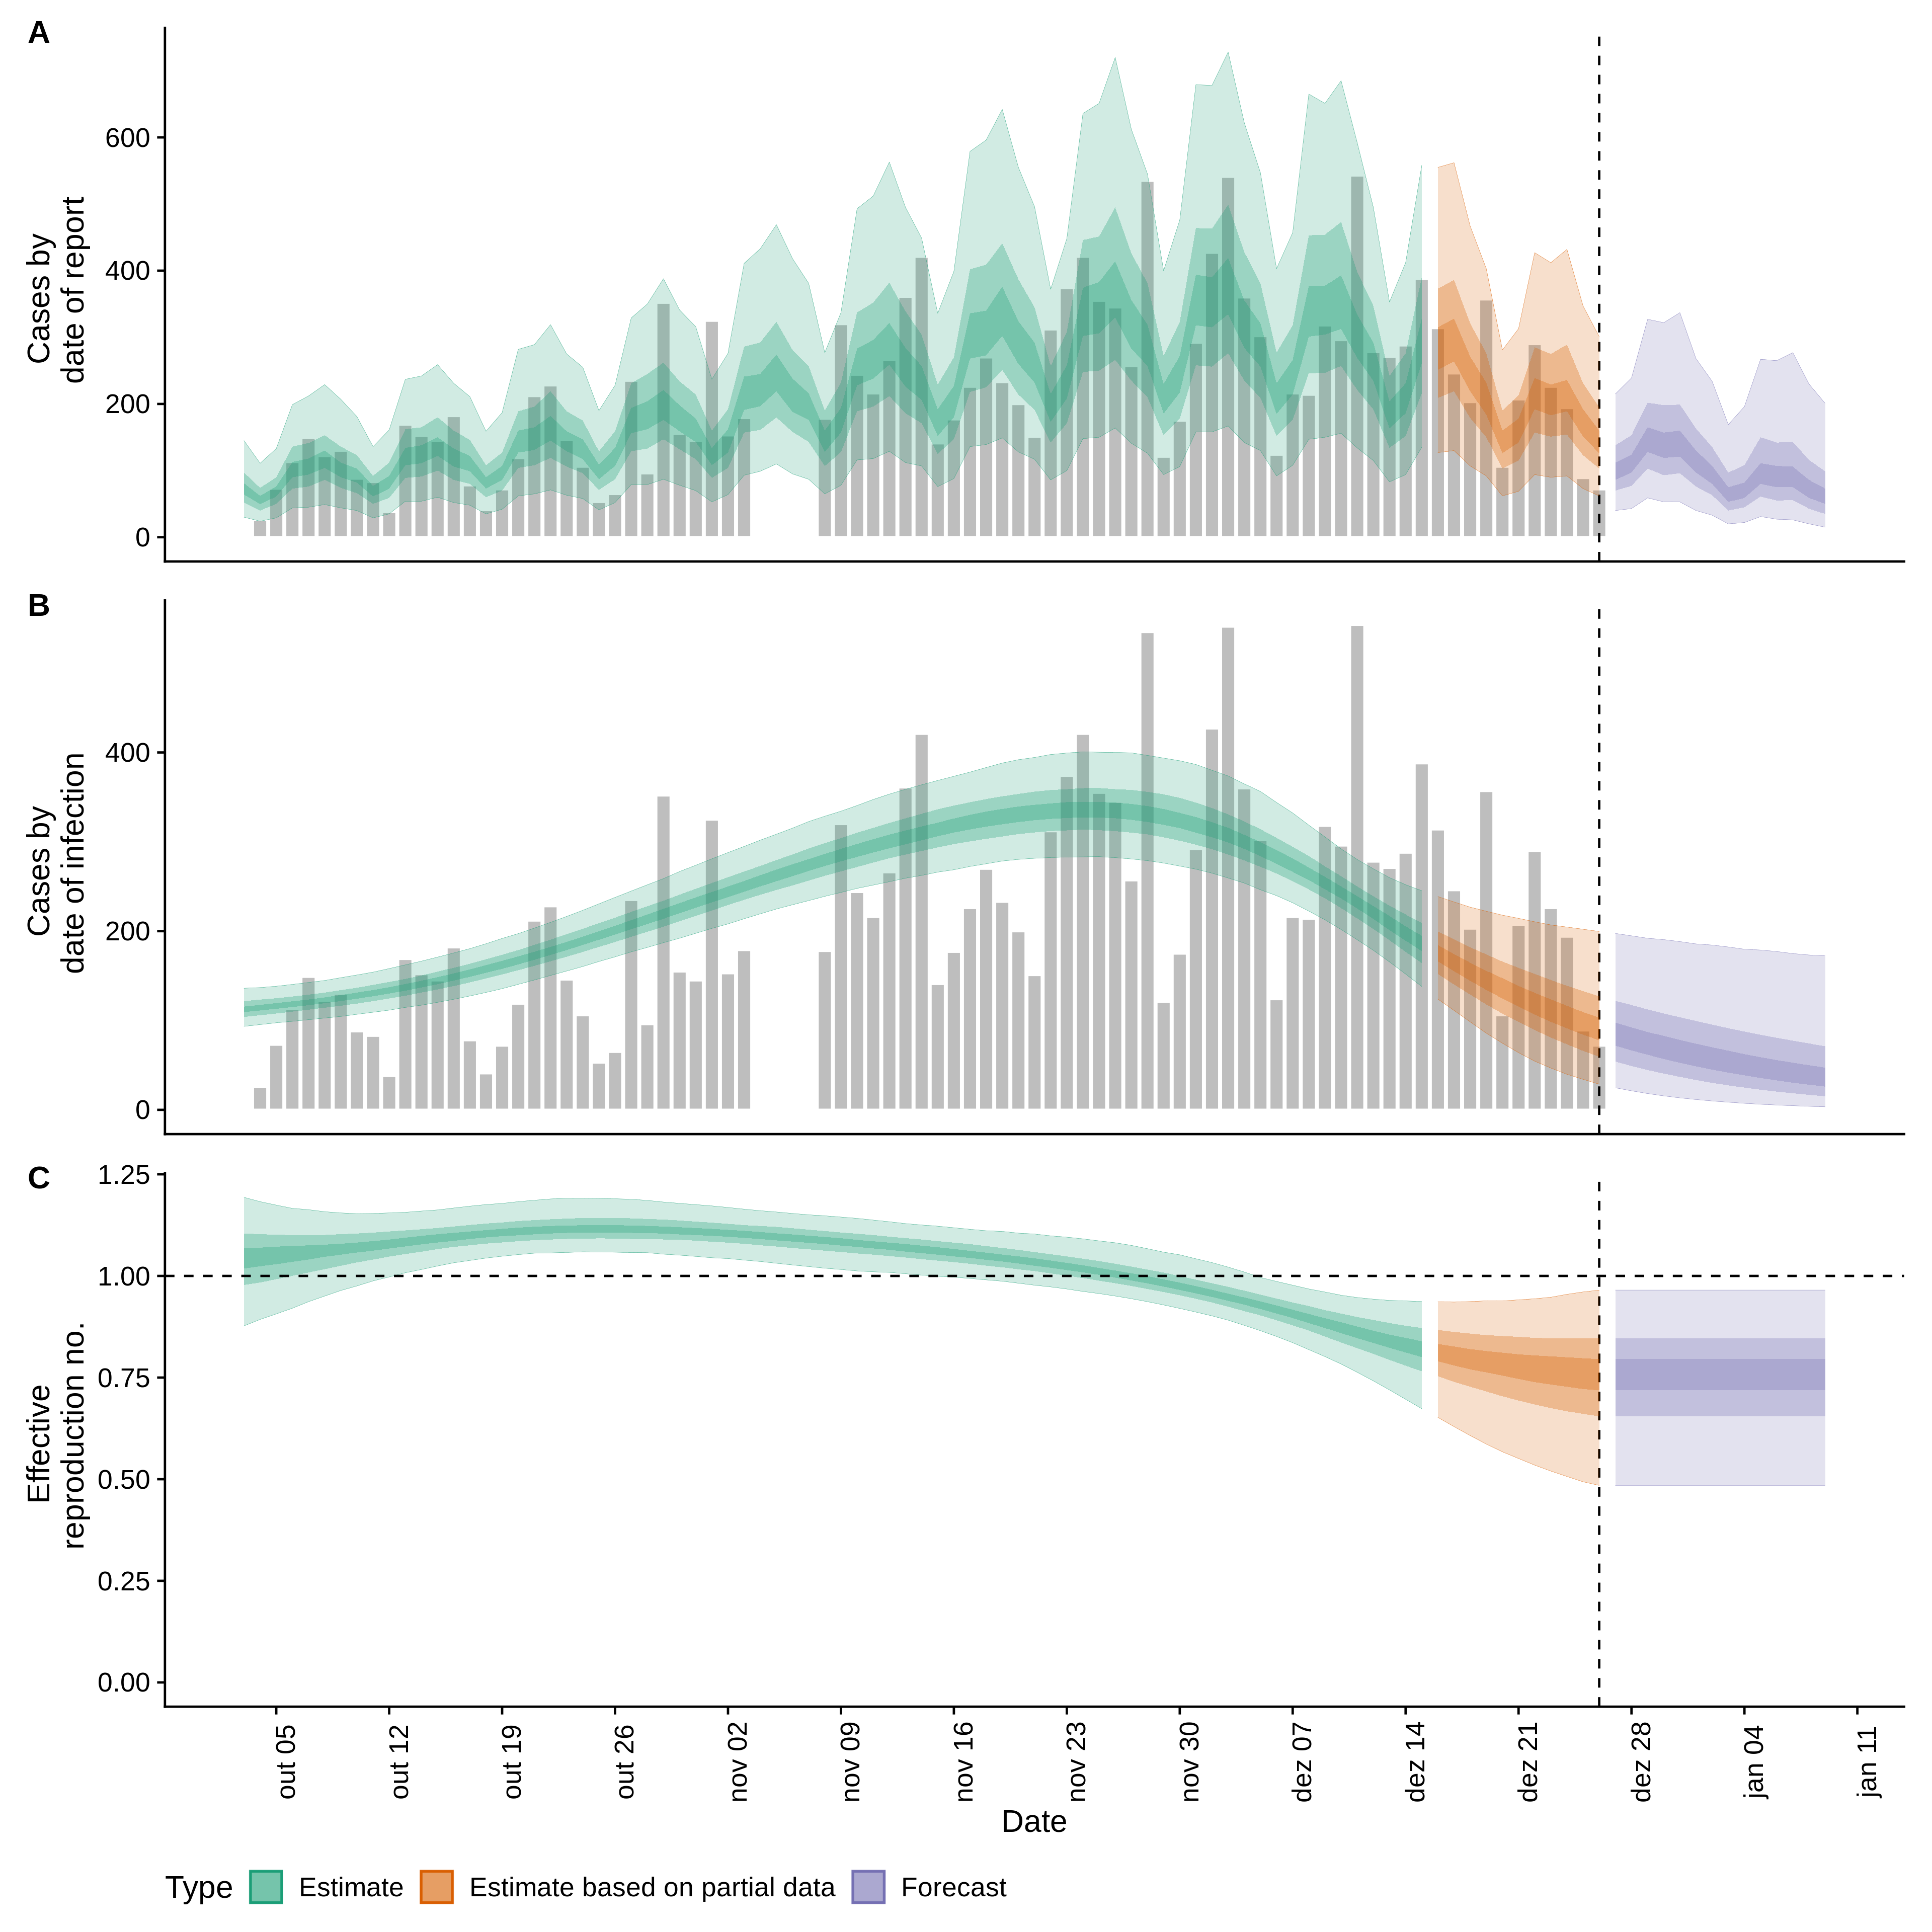 A
Cases by
date of report
600
400
200
0
B
Cases by
date of infection
400
200
0
C
Effective
reproduction no.
1.25
1.00
0.75
0.50
0.25
0.00
out 05
out 12
out 19
out 26
nov 02
nov 09
nov 16
nov 23
nov 30
dez 07
dez 14
dez 21
dez 28
jan 04
jan 11
Date
Type Estimate Estimate based on partial data Forecast